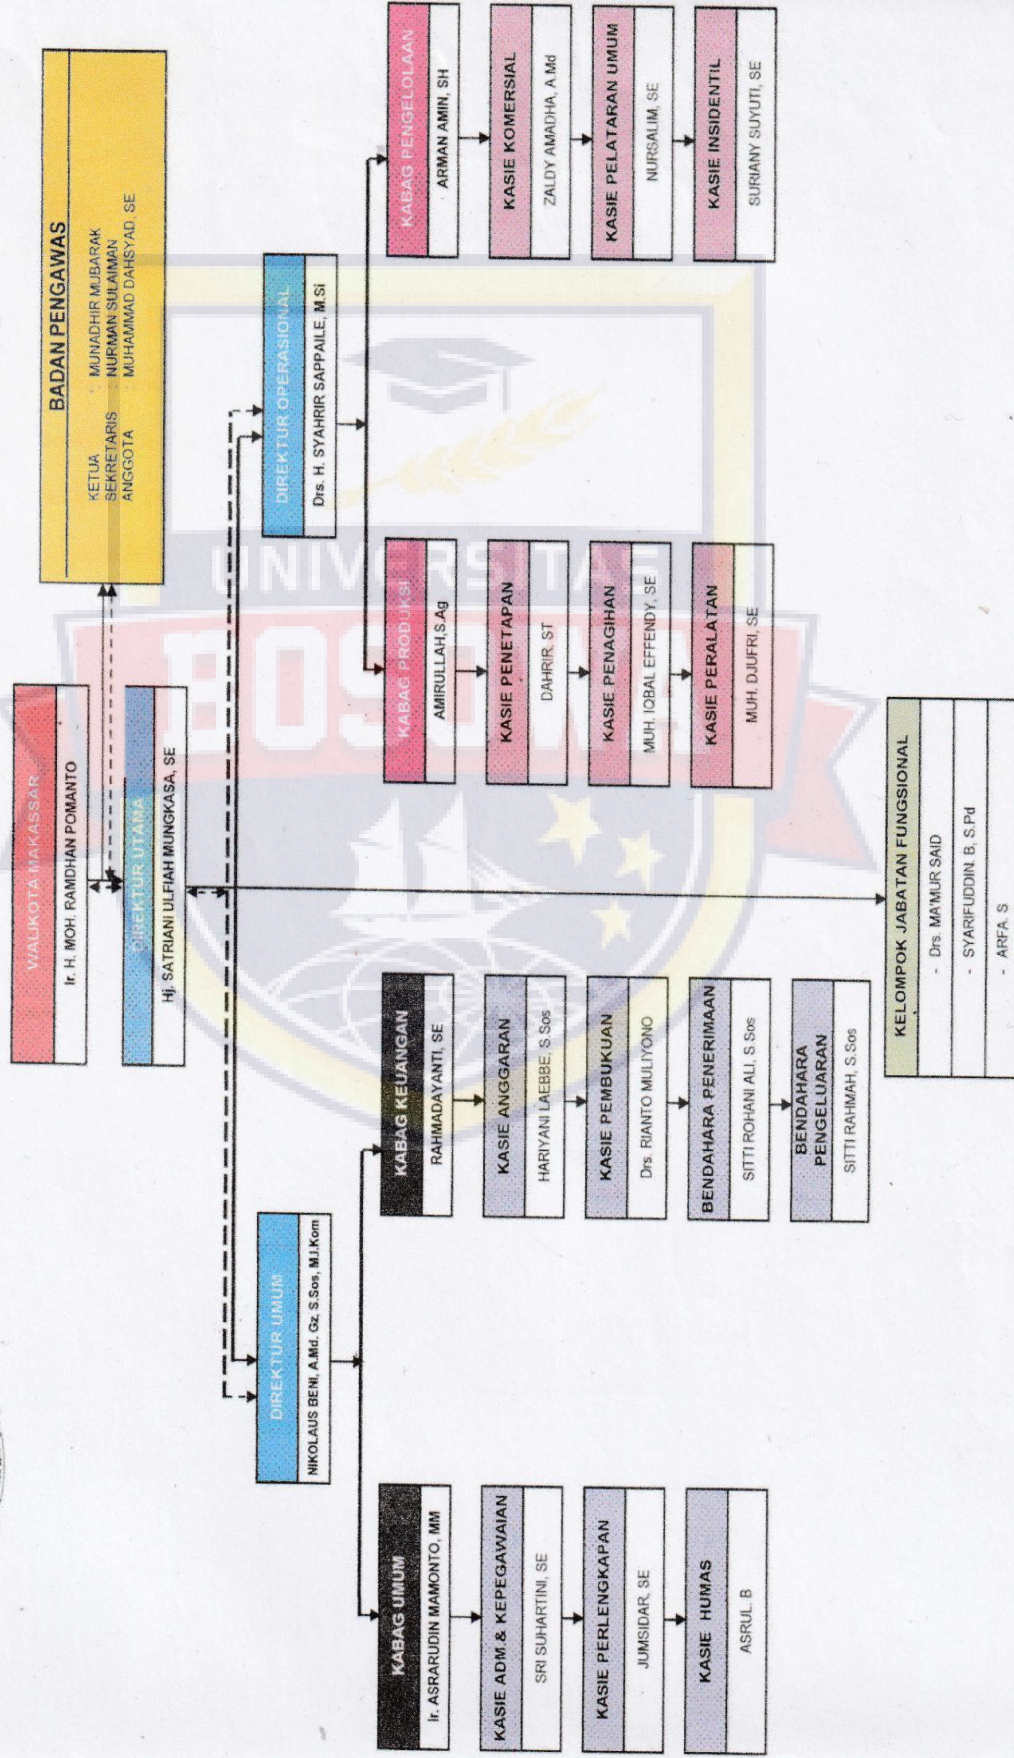 WALIKOTA MAKASSAR
Ir. H. MOH. RAMDHAN POMANTO
BADAN PENGAWAS
KETUA : MUNADHIR MUBARAK
SEKRETARIS : NURMAN SULAIMAN
ANGGOTA : MUHAMMAD DAHSYAD, SE
DIREKTUR UTAMA
Hj. SATRIANI ULFIAH MUNGKASA, SE
DIREKTUR UMUM
NIKOLAUS BENI, A.Md. Gz, S.Sos, M.I.Kom
DIREKTUR OPERASIONAL
Drs. H. SYAHRIR SAPPAILE, M.Si
KABAG UMUM
Ir. ASRARUDIN MAMONTO, MM
KASIE ADM & KEPEGAWAIAN
SRI SUHARTINI, SE
KASIE PERLENGKAPAN
JUMSIDAR, SE
KASIE HUMAS
ASRUL. B
KABAG KEUANGAN
RAHMADAYANTI, SE
KASIE ANGGARAN
HARIYANI LAEBBE, S.Sos
KASIE PEMBUKUAN
Drs. RIANTO MULIYONO
BENDAHARA PENERIMAAN
SITTI ROHANI ALI, S.Sos
BENDAHARA
PENGELUARAN
SITTI RAHMAH, S.Sos
KABAG PRODUKSI
AMIRULLAH,S.Ag
KASIE PENETAPAN
DAHRIR, ST
KASIE PENAGIHAN
MUH. IQBAL EFFENDY, SE
KASIE PERALATAN
MUH. DJUFRI, SE
KABAG PENGELOLAAN
ARMAN AMIN, SH
KASIE KOMERSIAL
ZALDY AMADHA, A.Md
KASIE PELATARAN UMUM
NURSALIM, SE
KASIE INSIDENTIL
SURIANY SUYUTI, SE
KELOMPOK JABATAN FUNGSIONAL
- Drs. MA'MUR SAID
- SYARIFUDDIN. B, S.Pd
- ARFA. S
UNIVERSITAS
BOSOWA